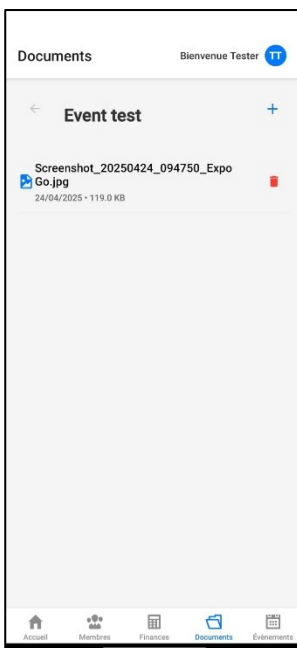 Documents
Bienvenue Tester TT
Event test
Screenshot_20250424_094750_Expo
Go.jpg
24/04/2025 • 119.0 KB
Accueil
Membres
Finances
Documents
Évènements